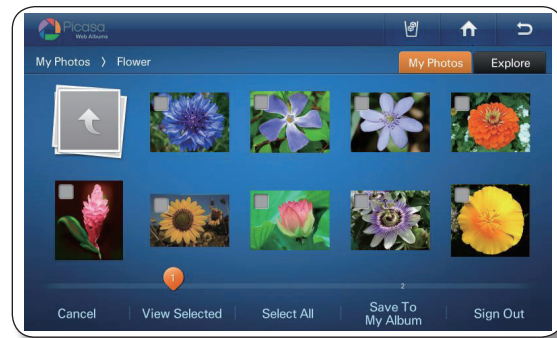 Picasa
Web Albums
My Photos > Flower
My Photos
Explore
1
2
Cancel
View Selected
Select All
Save To
My Album
Sign Out